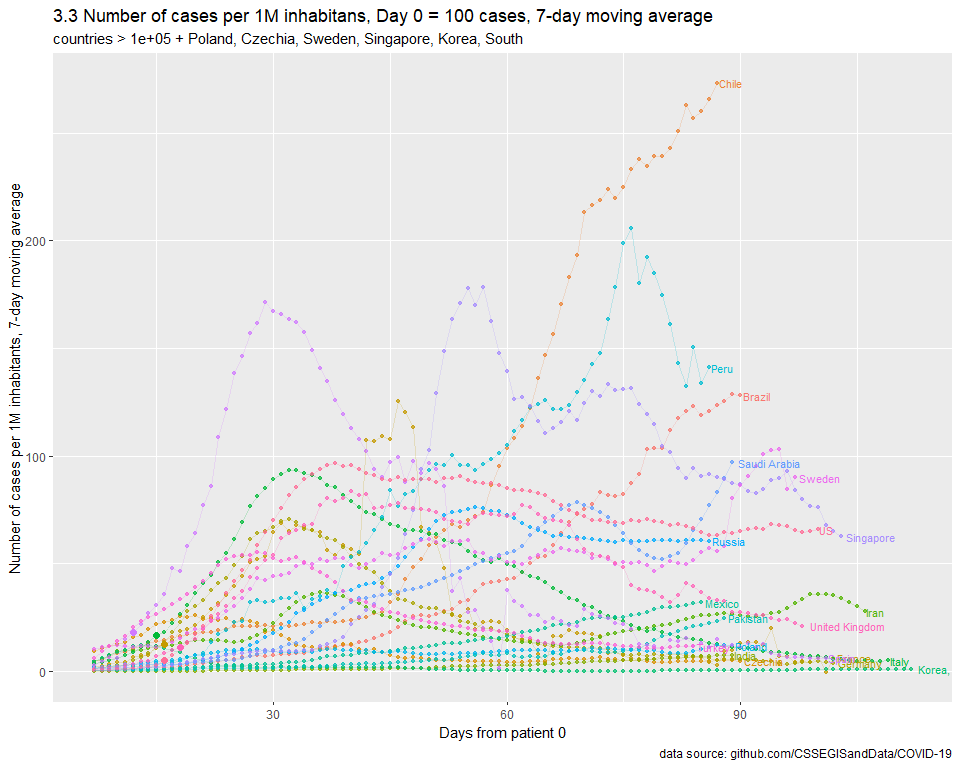 3.3 Number of cases per 1M inhabitans, Day 0 = 100 cases, 7-day moving average
countries > 1e+05 + Poland, Czechia, Sweden, Singapore, Korea, South
Number of cases per 1M inhabitants, 7-day moving average
200
100
0
Chile
Peru
Brazil
Saudi Arabia
Sweden
US
Singapore
Russia
Mexico
Pakistan
Iran
United Kingdom
Poland
India
Czechia
Germany
Italy
Korea,
30
60
90
Days from patient 0
data source: github.com/CSSEGISandData/COVID-19